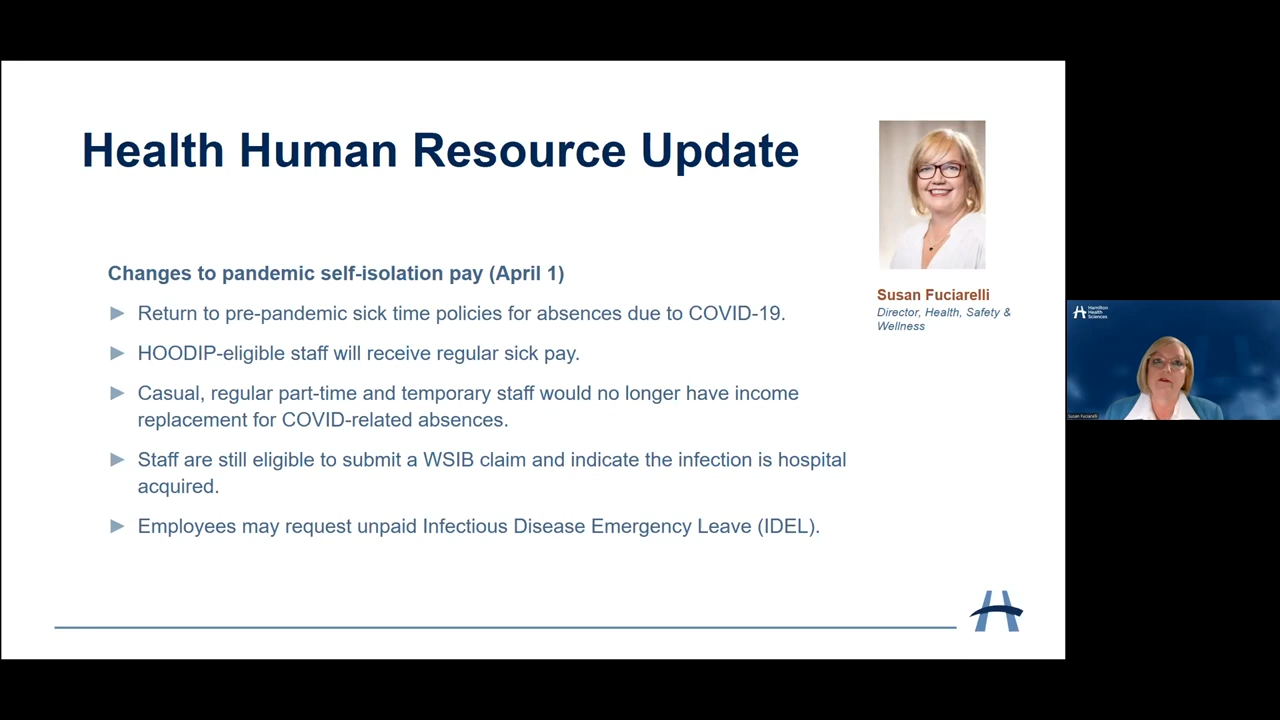 Health Human Resource Update
Changes to pandemic self-isolation pay (April 1)
Return to pre-pandemic sick time policies for absences due to COVID-19.
HOODIP-eligible staff will receive regular sick pay.
Casual, regular part-time and temporary staff would no longer have income
replacement for COVID-related absences.
Staff are still eligible to submit a WSIB claim and indicate the infection is hospital
acquired.
Employees may request unpaid Infectious Disease Emergency Leave (IDEL).
Susan Fuciarelli
Director, Health, Safety &
Wellness
Hamilton
Health
Sciences
Susan Fuciarelli